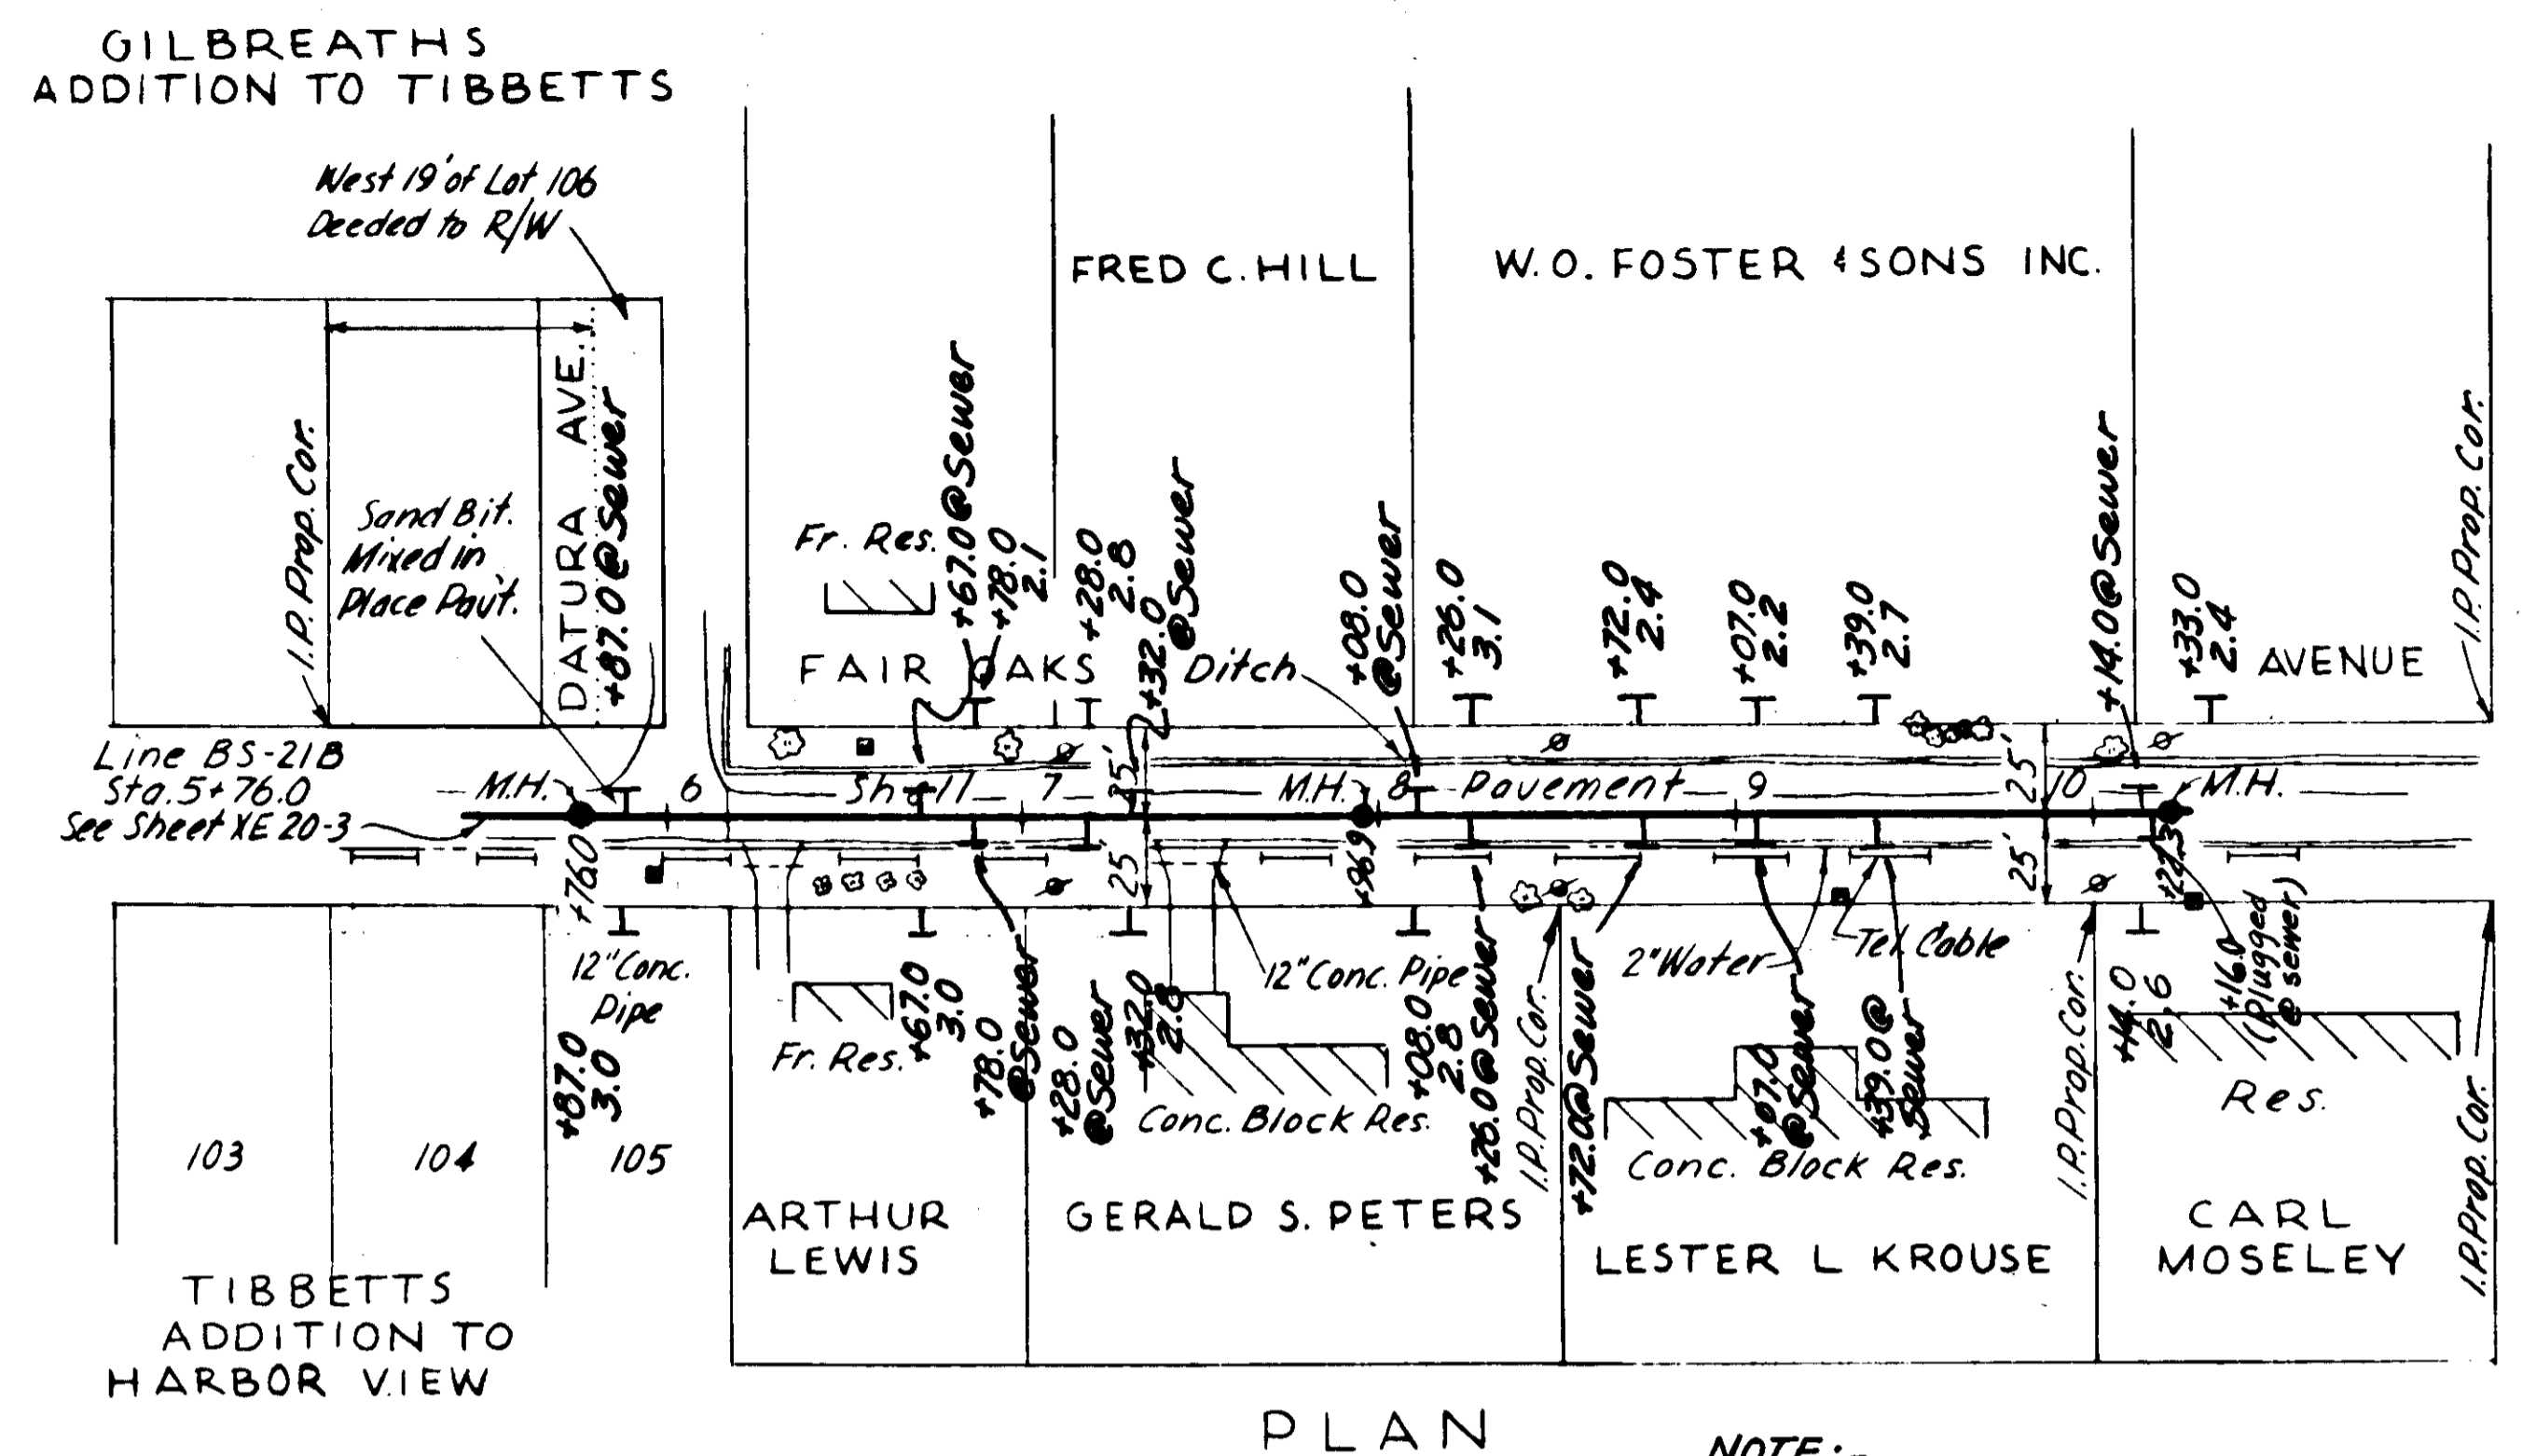 GILBREATHS
ADDITION TO TIBBETTS
West 19' of Lot 106
Deeded to R/W
FRED C. HILL
W.O. FOSTER & SONS INC.
I.P. Prop. Cor.
Sand Bit.
Mixed in
Place Pav't.
DATURA AVE.
+87.0@Sewer
Fr. Res.
+67.0@Sewer
+78.0
2.1
+28.0
2.8
+32.0
@Sewer
+08.0
@Sewer
+26.0
3.1
+72.0
2.4
+07.0
2.2
+39.0
2.7
+14.0@Sewer
+33.0
2.4
I.P. Prop. Cor.
FAIR OAKS
Ditch
AVENUE
Line BS-21B
Sta. 5+76.0
See Sheet XE 20-3
M.H.
6
Shell
7
25'
M.H.
8
Pavement
9
25'
10
M.H.
+76.0
25'
+96.9
25'
+27.3
12" Conc.
Pipe
+87.0
3.0
Fr. Res.
+67.0
3.0
+78.0
@Sewer
+28.0
@Sewer
+32.0
2.8
12" Conc. Pipe
+08.0
2.8
+26.0@Sewer
I.P. Prop. Cor.
+72.0@Sewer
2" Water
Tel. Cable
+07.0
@Sewer
+39.0@
Sewer
I.P. Prop. Cor.
+14.0
2.6
+16.0
(Plugged
@ sewer)
I.P. Prop. Cor.
Conc. Block Res.
Conc. Block Res.
Res.
103
104
105
ARTHUR
LEWIS
GERALD S. PETERS
LESTER L KROUSE
CARL
MOSELEY
TIBBETTS
ADDITION TO
HARBOR VIEW
PLAN
NOTE:-